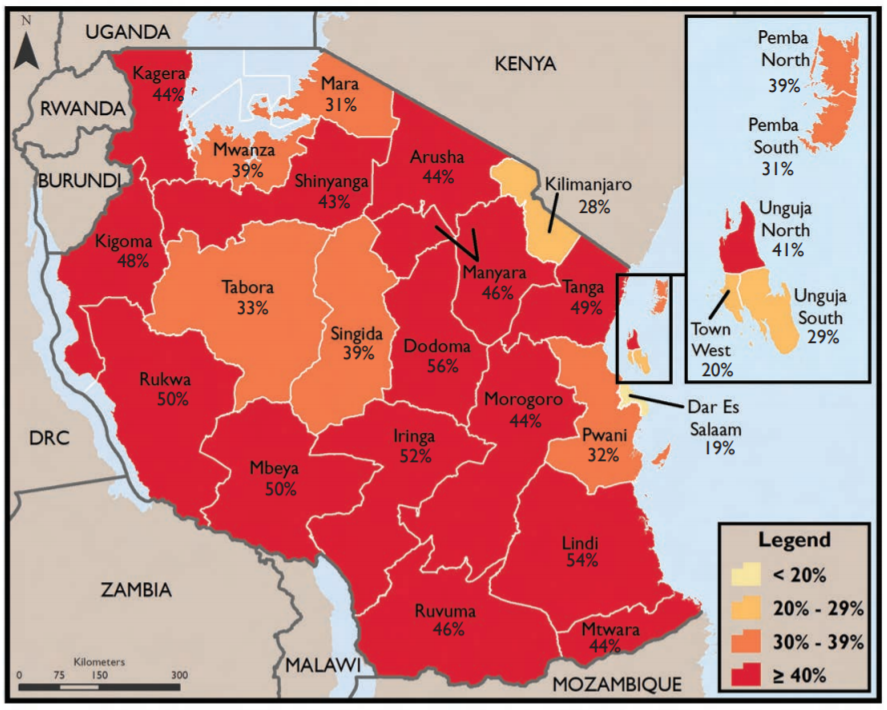 N
UGANDA
KENYA
RWANDA
BURUNDI
DRC
ZAMBIA
MALAWI
MOZAMBIQUE
Kagera
44%
Mara
31%
Mwanza
39%
Shinyanga
43%
Arusha
44%
Kilimanjaro
28%
Kigoma
48%
Tabora
33%
Singida
39%
Manyara
46%
Tanga
49%
Dodoma
56%
Rukwa
50%
Mbeya
50%
Iringa
52%
Morogoro
44%
Pwani
32%
Dar Es
Salaam
19%
Lindi
54%
Ruvuma
46%
Mtwara
44%
Pemba
North
39%
Pemba
South
31%
Unguja
North
41%
Unguja
South
29%
Town
West
20%
Legend
< 20%
20% - 29%
30% - 39%
≥ 40%
Kilometers
0 75 150 300